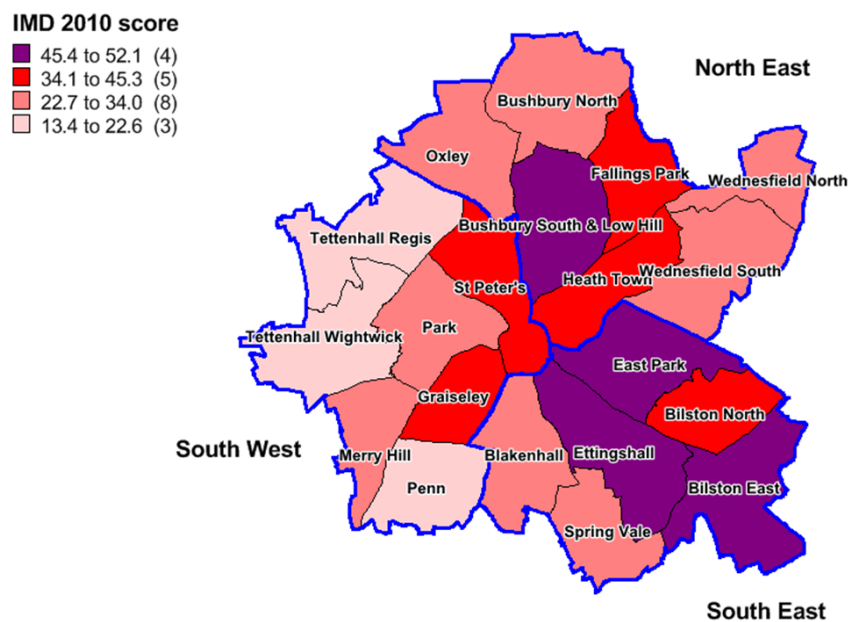 IMD 2010 score
45.4 to 52.1 (4)
34.1 to 45.3 (5)
22.7 to 34.0 (8)
13.4 to 22.6 (3)
North East
Bushbury North
Oxley
Fallings Park
Wednesfield North
Bushbury South & Low Hill
Tettenhall Regis
Heath Town
Wednesfield South
St Peter's
Park
Tettenhall Wightwick
East Park
Graiseley
Bilston North
South West
Merry Hill
Blakenhall
Ettingshall
Penn
Bilston East
Spring Vale
South East